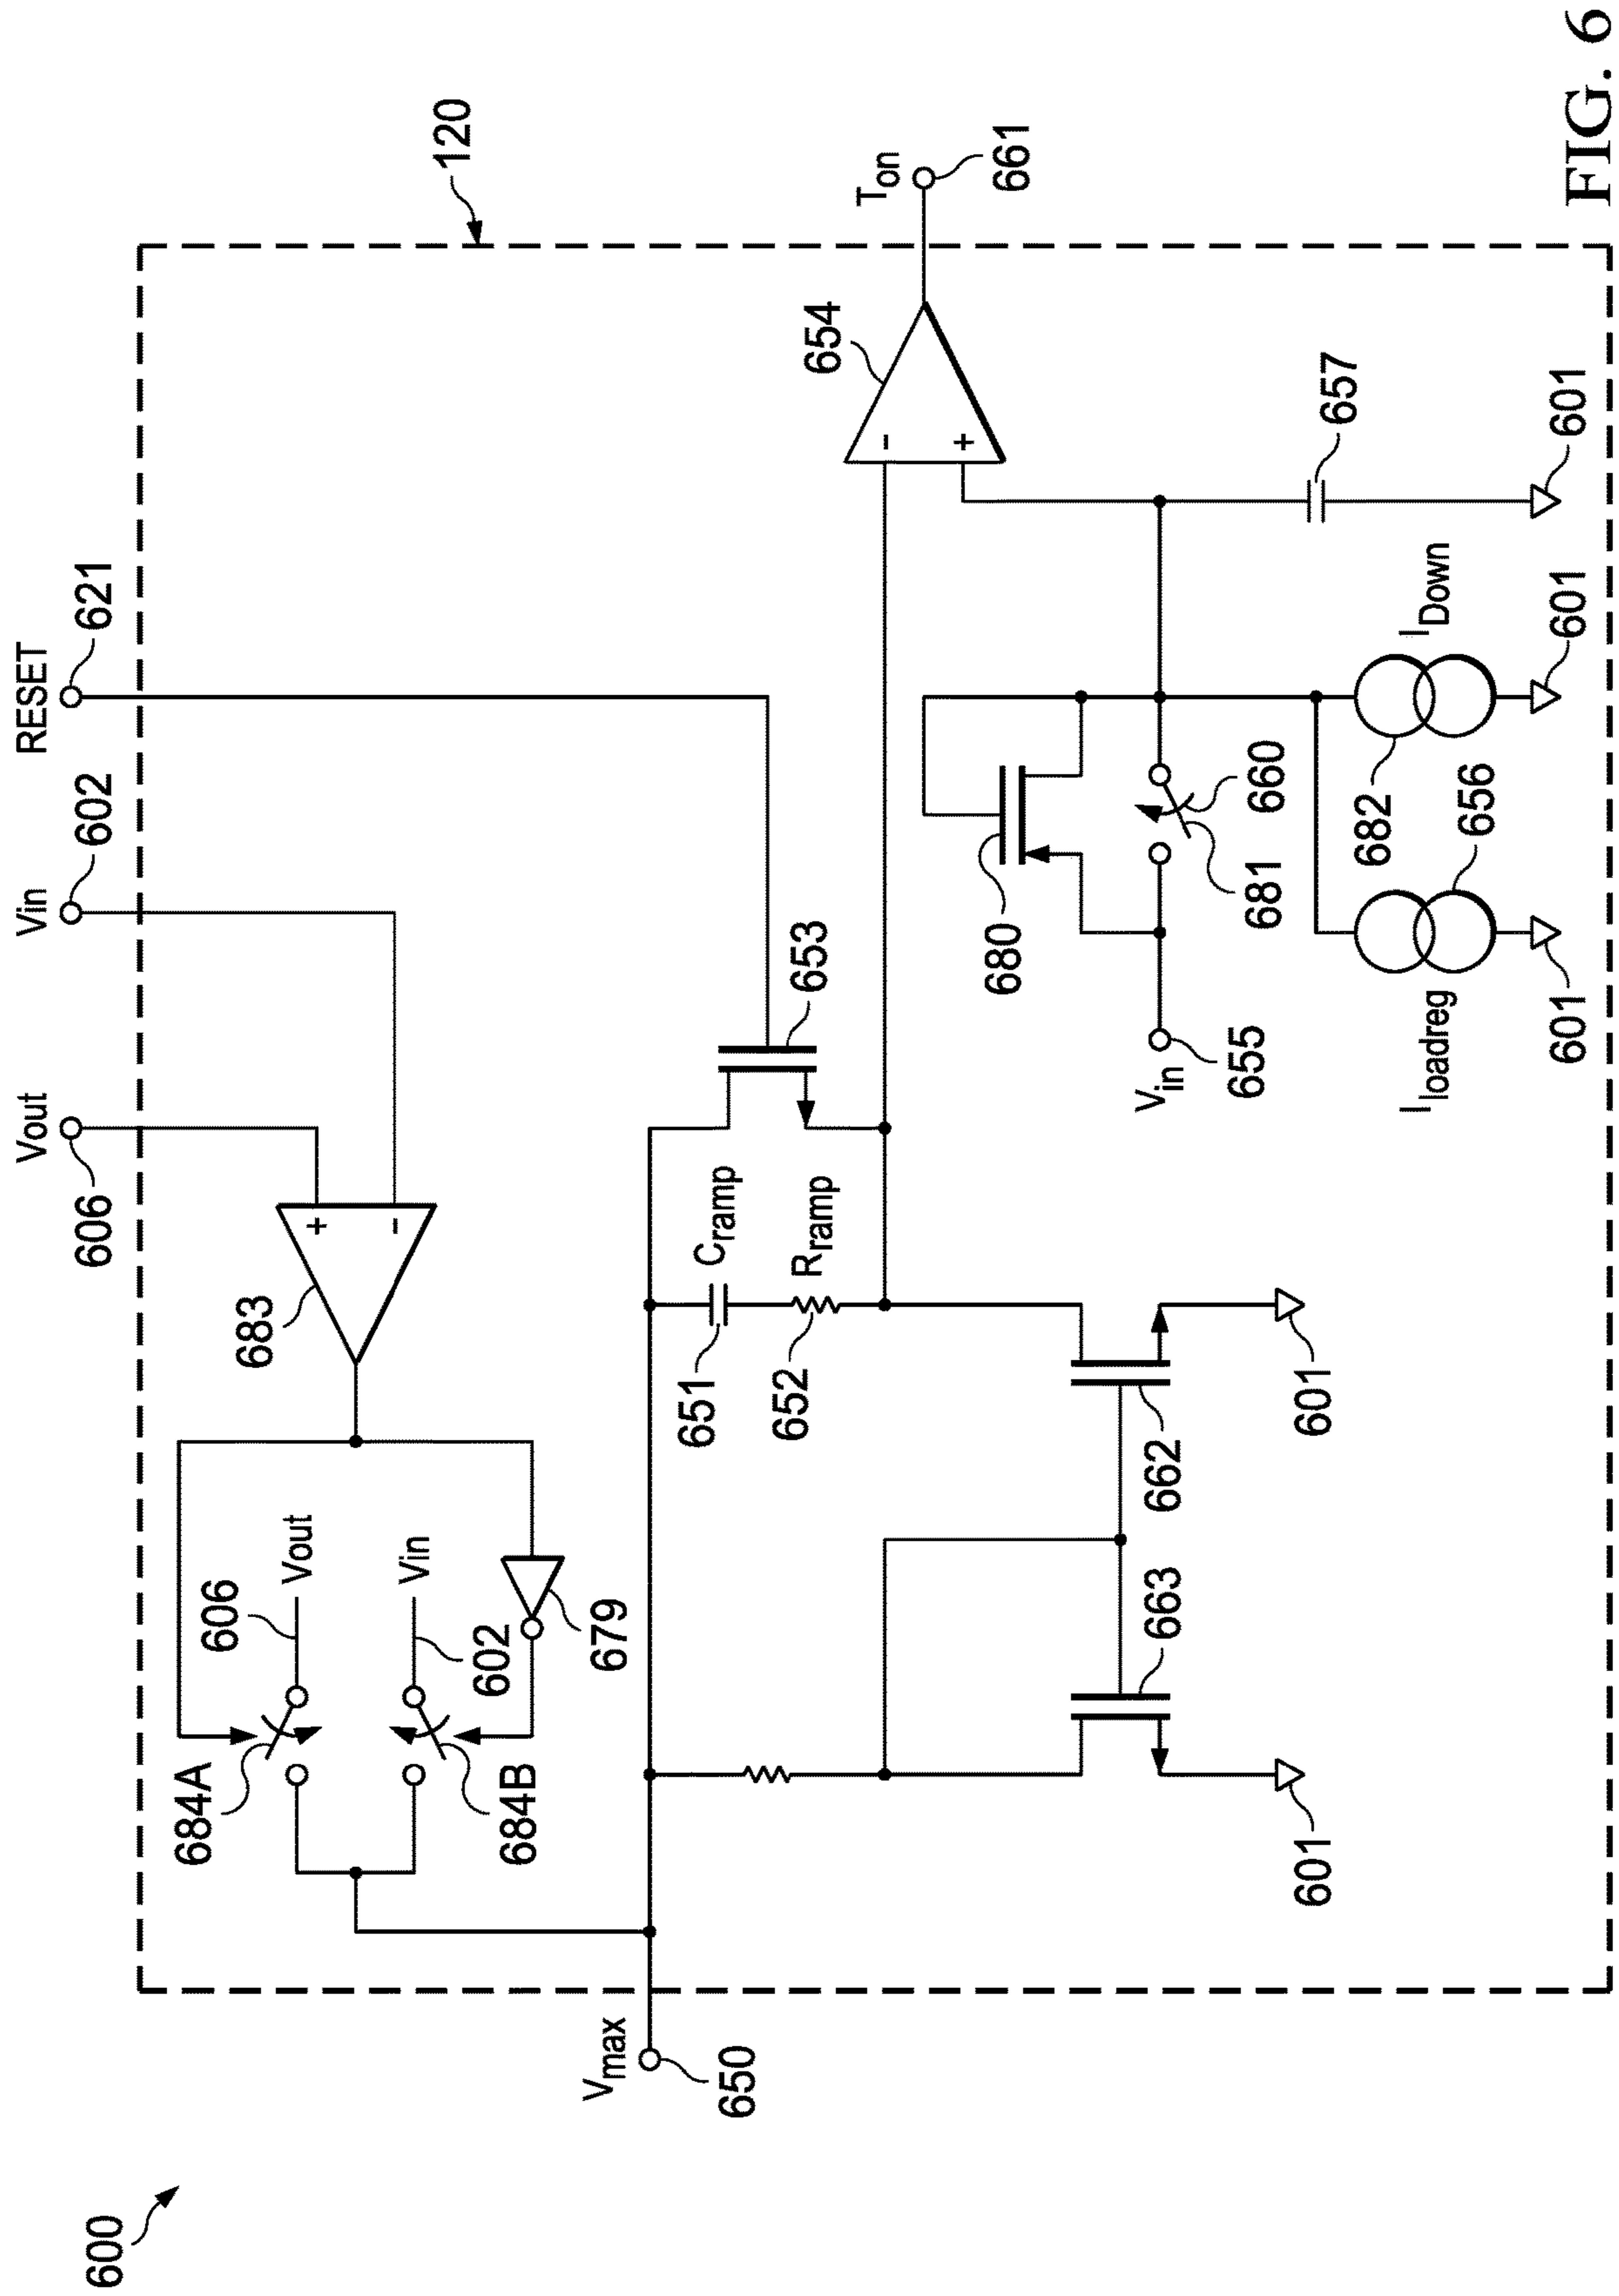 600
120
RESET
621
Vin
602
Vout
606
+
-
683
606
Vout
Vin
602
684A
684B
679
Vmax
650
651
Cramp
652
Rramp
653
654
-
+
Ton
661
663
662
601
601
680
Vin
655
681
660
657
Iloadreg
656
682
IDown
601
601
601
FIG. 6